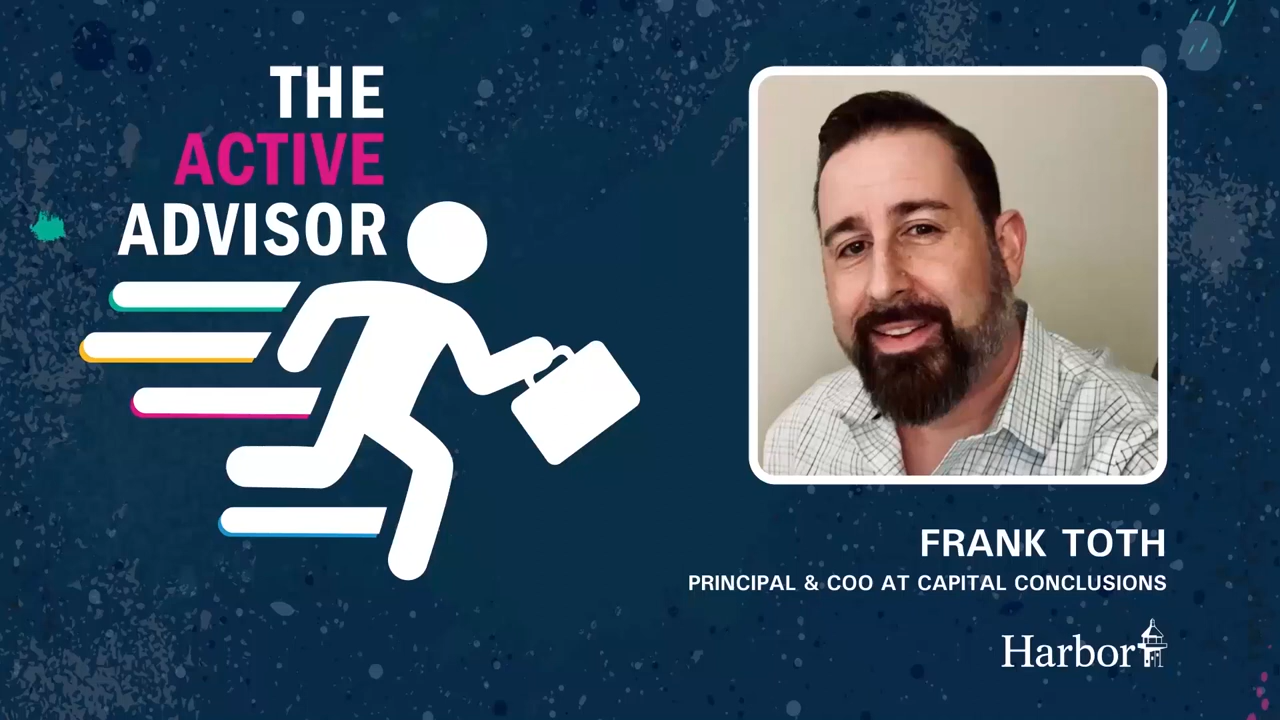 THE
ACTIVE
ADVISOR
FRANK TOTH
PRINCIPAL & COO AT CAPITAL CONCLUSIONS
Harbor